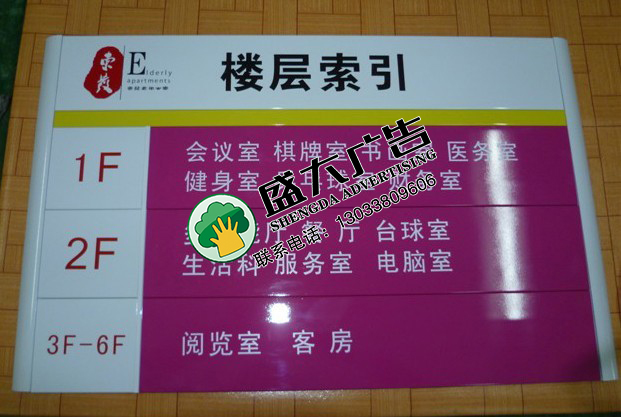 Elderly
apartments
楼层索引
1F
会议室 棋牌室 医务室
健身室
2F
餐厅 台球室
生活科 服务室 电脑室
3F-6F
阅览室 客房
盛大广告
SHENGDA ADVERTISING
联系电话：13033809606